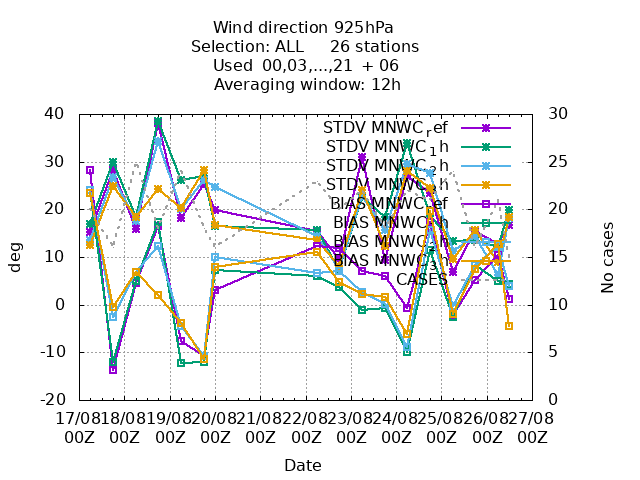 Wind direction 925hPa
Selection: ALL 26 stations
Used 00,03,...,21 + 06
Averaging window: 12h
40 30
30 25
20 20
10 15
0 10
-10 5
-20 0
deg
No cases
STDV MNWC_ref
STDV MNWC_1h
STDV MNWC_2h
STDV MNWC_3h
BIAS MNWC_ref
BIAS MNWC_1h
BIAS MNWC_2h
BIAS MNWC_3h
CASES
17/08 18/08 19/08 20/08 21/08 22/08 23/08 24/08 25/08 26/08 27/08
00Z 00Z 00Z 00Z 00Z 00Z 00Z 00Z 00Z 00Z 00Z
Date